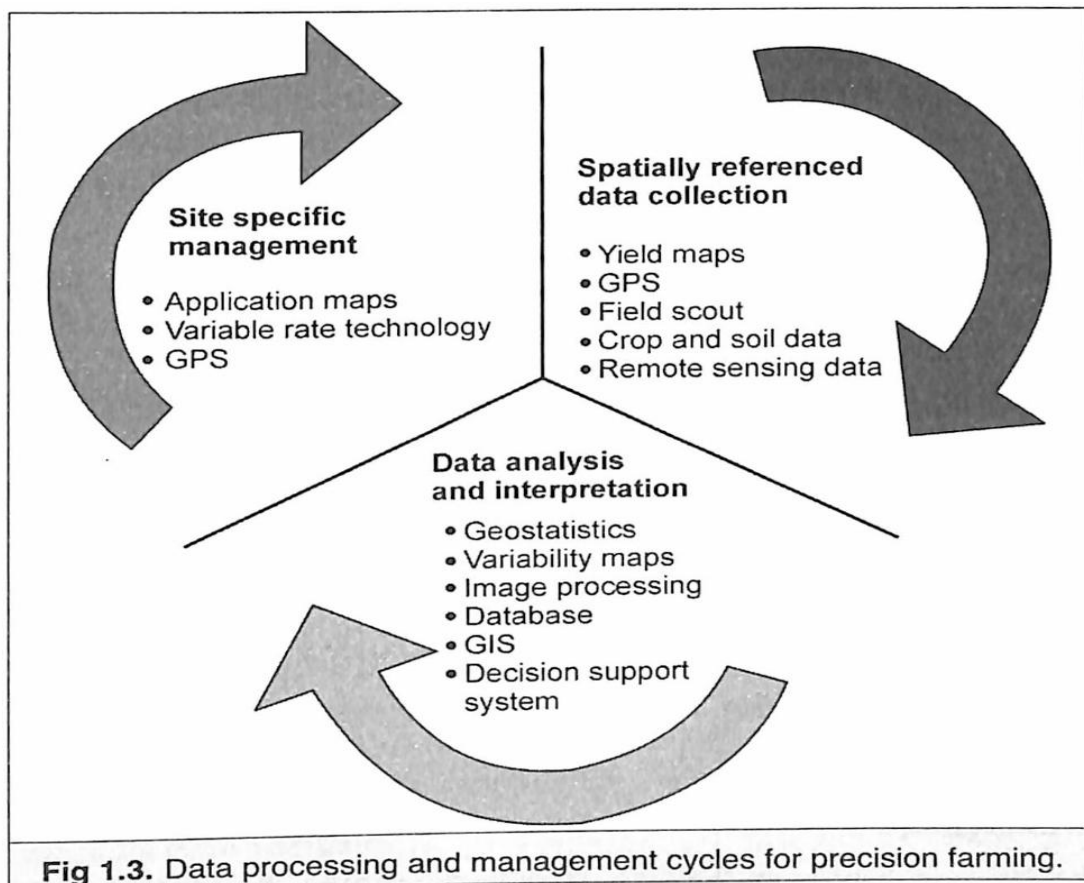 Site specific
management
• Application maps
• Variable rate technology
• GPS
Spatially referenced
data collection
• Yield maps
• GPS
• Field scout
• Crop and soil data
• Remote sensing data
Data analysis
and interpretation
• Geostatistics
• Variability maps
• Image processing
• Database
• GIS
• Decision support
system
Fig 1.3. Data processing and management cycles for precision farming.